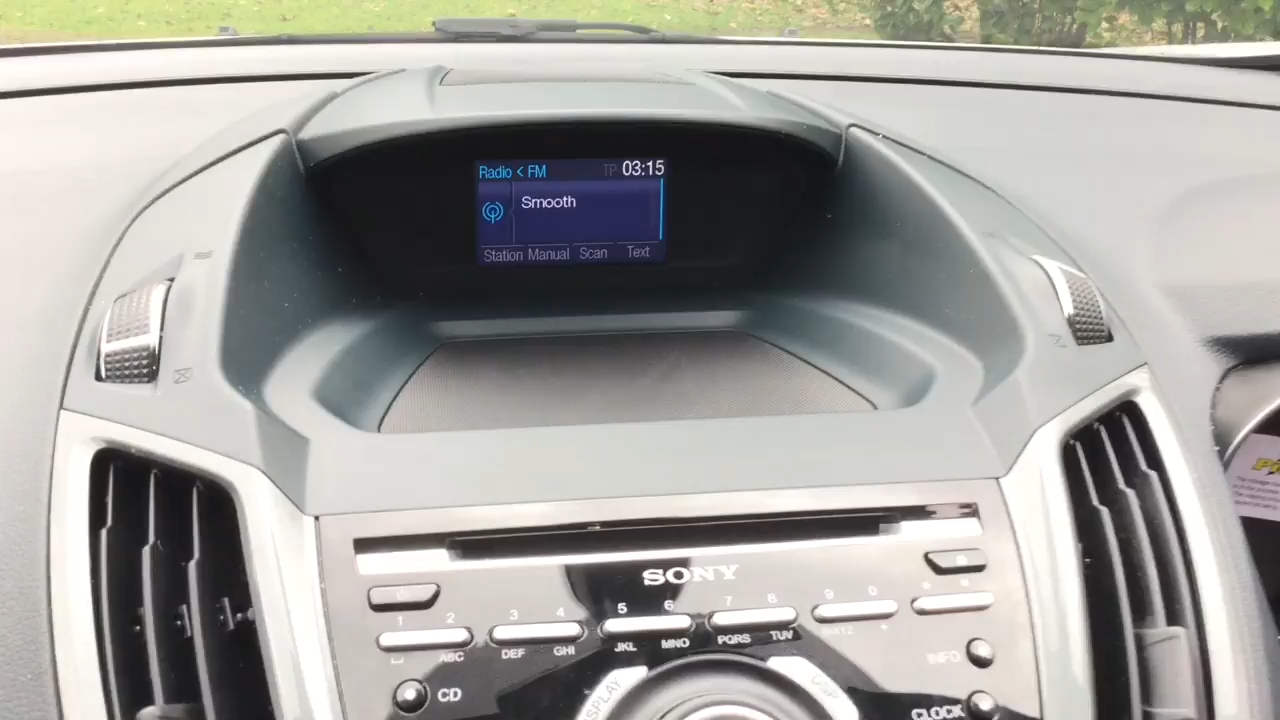 Radio < FM TP 03:15
Smooth
Station Manual Scan Text
SONY
1 2 3 4 5 6 7 8 9 0
ABC DEF GHI JKL MNO PQRS TUV
CD
INFO
DISPLAY
CLOCK